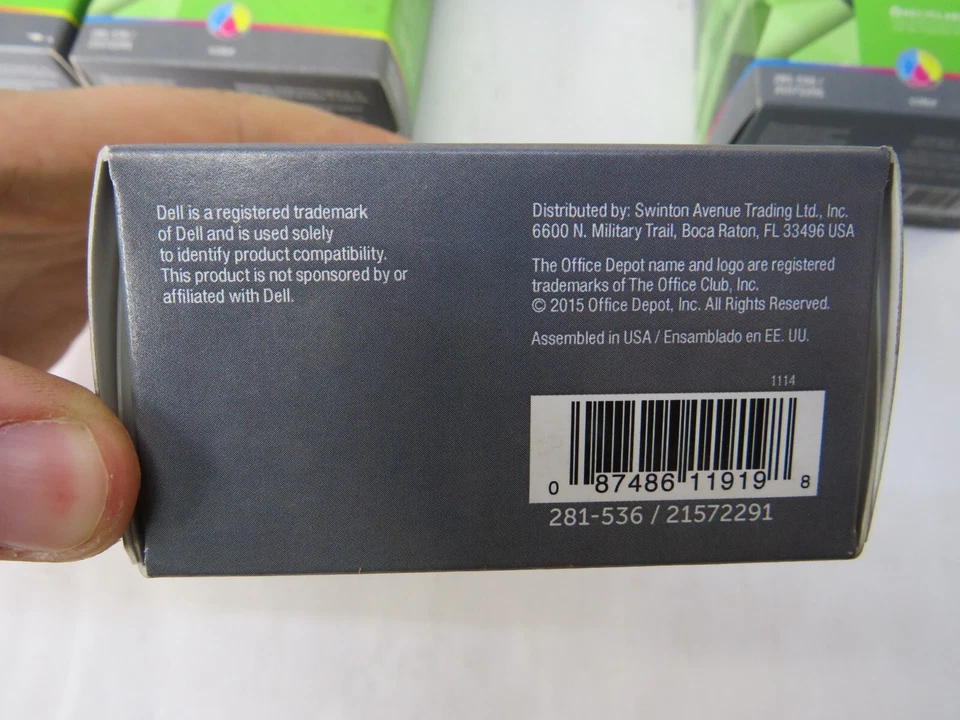 Dell is a registered trademark
of Dell and is used solely
to identify product compatibility.
This product is not sponsored by or
affiliated with Dell.
Distributed by: Swinton Avenue Trading Ltd., Inc.
6600 N. Military Trail, Boca Raton, FL 33496 USA
The Office Depot name and logo are registered
trademarks of The Office Club, Inc.
© 2015 Office Depot, Inc. All Rights Reserved.
Assembled in USA / Ensamblado en EE. UU.
1114
0 87486 11919 8
281-536 / 21572291